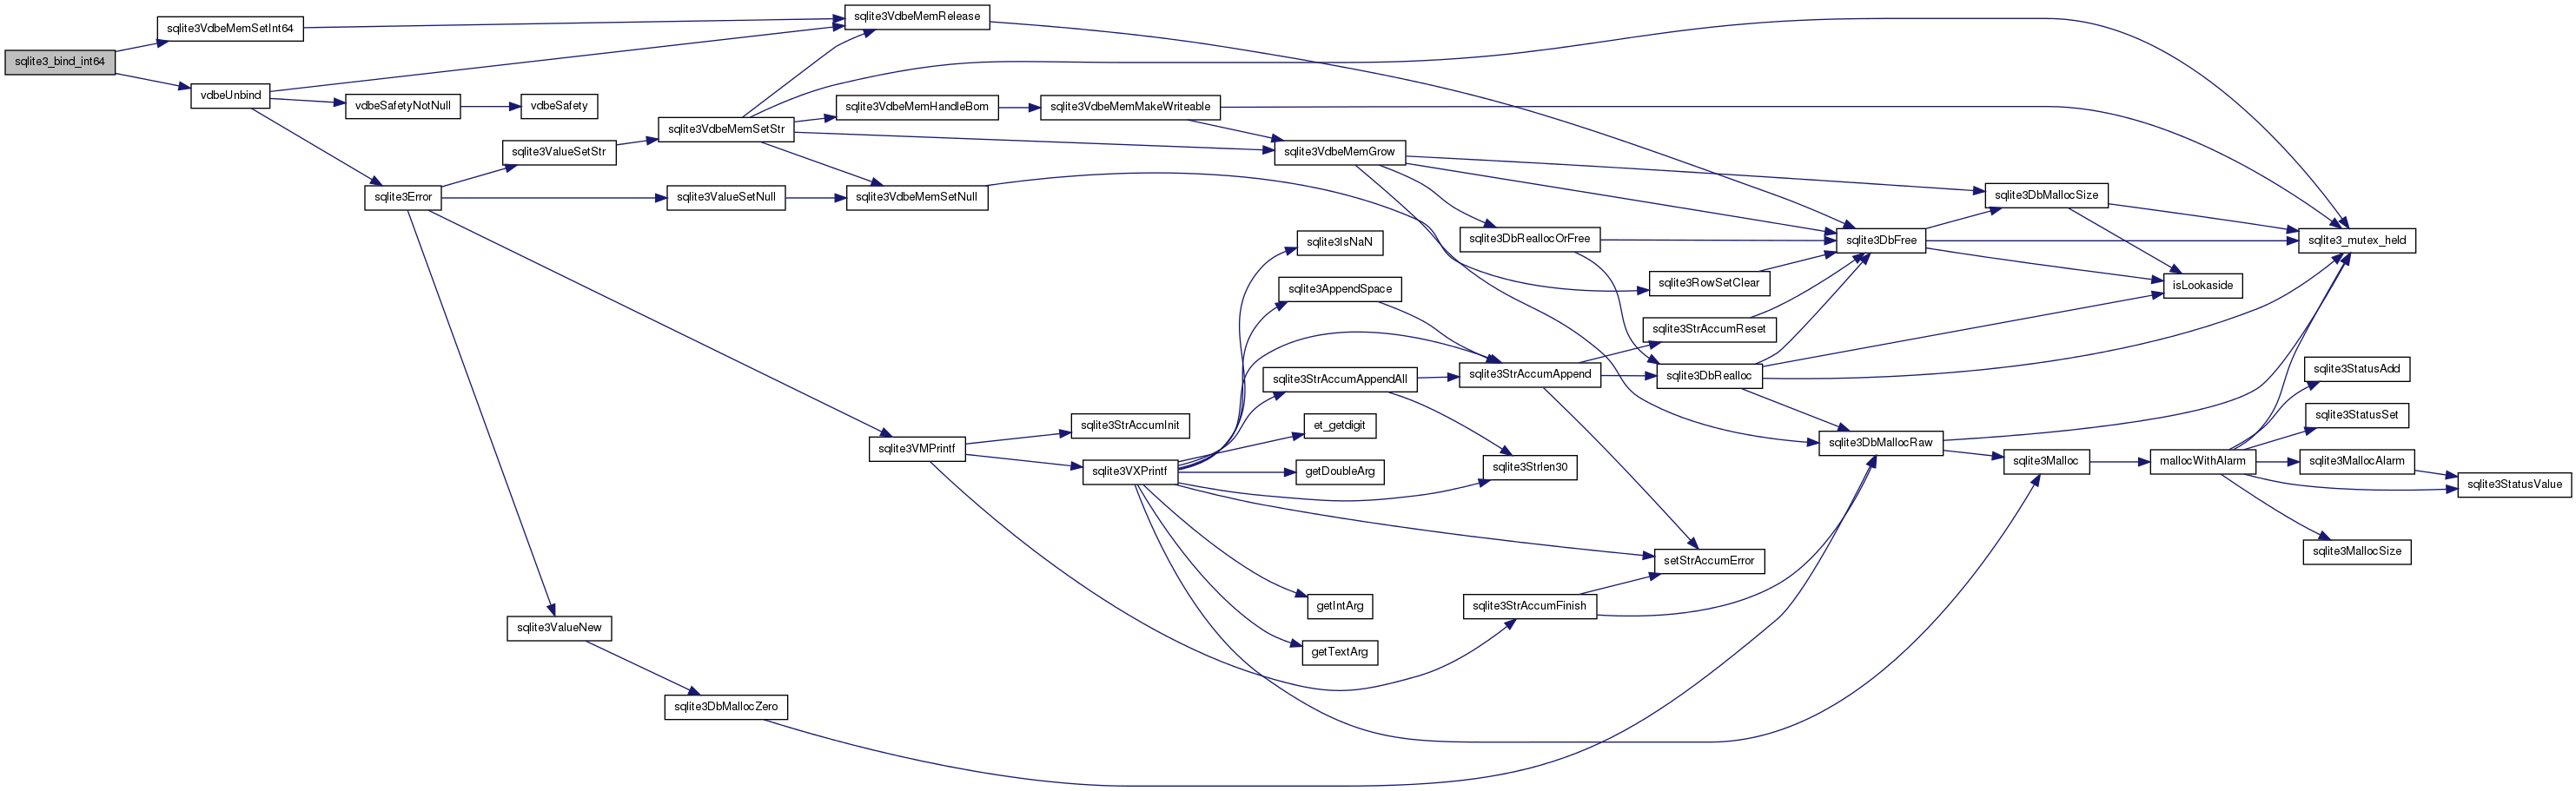 sqlite3_bind_int64
sqlite3VdbeMemSetInt64
vdbeUnbind
sqlite3VdbeMemRelease
vdbeSafetyNotNull
vdbeSafety
sqlite3Error
sqlite3ValueSetStr
sqlite3ValueSetNull
sqlite3VdbeMemSetStr
sqlite3VdbeMemHandleBom
sqlite3VdbeMemSetNull
sqlite3VdbeMemMakeWriteable
sqlite3VdbeMemGrow
sqlite3DbReallocOrFree
sqlite3RowSetClear
sqlite3DbMallocSize
sqlite3DbFree
sqlite3_mutex_held
isLookaside
sqlite3IsNaN
sqlite3AppendSpace
sqlite3StrAccumReset
sqlite3StrAccumAppendAll
sqlite3StrAccumAppend
sqlite3DbRealloc
sqlite3StatusAdd
sqlite3StatusSet
sqlite3VMPrintf
sqlite3StrAccumInit
sqlite3VXPrintf
et_getdigit
getDoubleArg
sqlite3Strlen30
sqlite3DbMallocRaw
sqlite3Malloc
mallocWithAlarm
sqlite3MallocAlarm
sqlite3StatusValue
sqlite3MallocSize
setStrAccumError
getIntArg
sqlite3StrAccumFinish
getTextArg
sqlite3ValueNew
sqlite3DbMallocZero